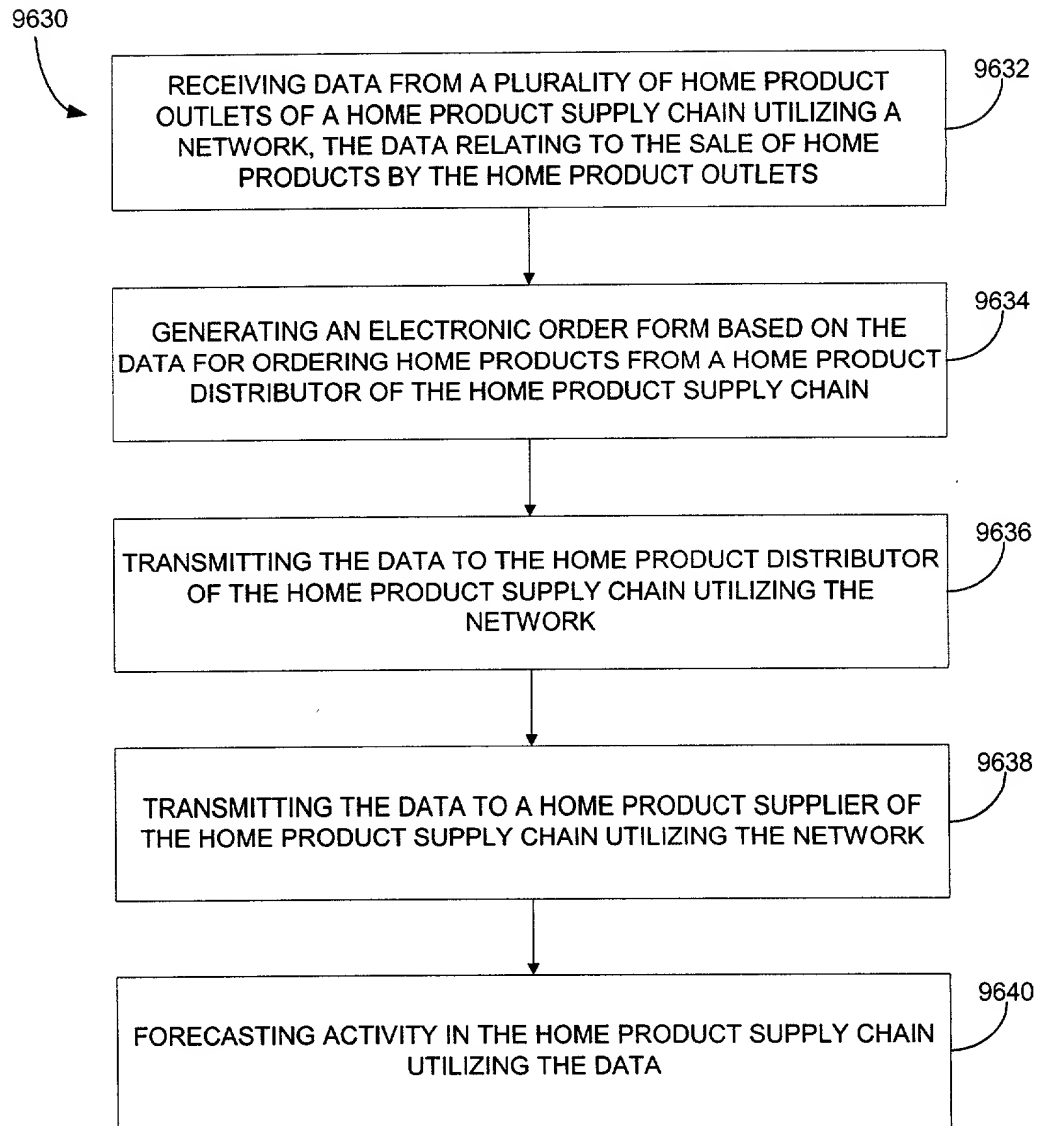 9630
RECEIVING DATA FROM A PLURALITY OF HOME PRODUCT
OUTLETS OF A HOME PRODUCT SUPPLY CHAIN UTILIZING A
NETWORK, THE DATA RELATING TO THE SALE OF HOME
PRODUCTS BY THE HOME PRODUCT OUTLETS
9632
GENERATING AN ELECTRONIC ORDER FORM BASED ON THE
DATA FOR ORDERING HOME PRODUCTS FROM A HOME PRODUCT
DISTRIBUTOR OF THE HOME PRODUCT SUPPLY CHAIN
9634
TRANSMITTING THE DATA TO THE HOME PRODUCT DISTRIBUTOR
OF THE HOME PRODUCT SUPPLY CHAIN UTILIZING THE
NETWORK
9636
TRANSMITTING THE DATA TO A HOME PRODUCT SUPPLIER OF
THE HOME PRODUCT SUPPLY CHAIN UTILIZING THE NETWORK
9638
FORECASTING ACTIVITY IN THE HOME PRODUCT SUPPLY CHAIN
UTILIZING THE DATA
9640